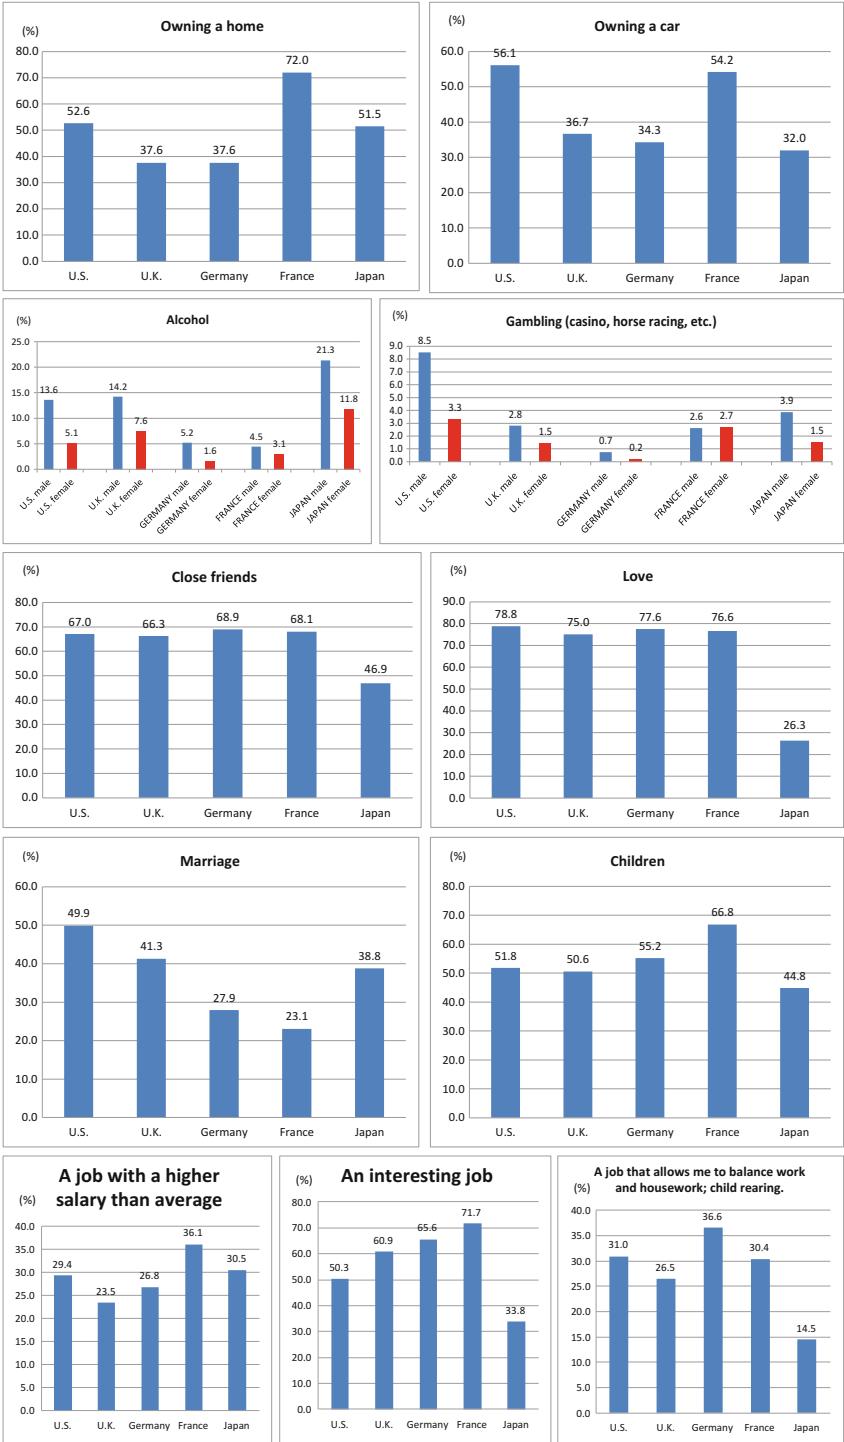 Owning a home
(%)
80.0
70.0
60.0
50.0
40.0
30.0
20.0
10.0
0.0
52.6
37.6
37.6
72.0
51.5
U.S.
U.K.
Germany
France
Japan
Owning a car
(%)
60.0
50.0
40.0
30.0
20.0
10.0
0.0
56.1
36.7
34.3
54.2
32.0
U.S.
U.K.
Germany
France
Japan
Alcohol
(%)
25.0
20.0
15.0
10.0
5.0
0.0
13.6
5.1
14.2
7.6
5.2
1.6
4.5
3.1
21.3
11.8
U.S. male
U.S. female
U.K. male
U.K. female
GERMANY male
GERMANY female
FRANCE male
FRANCE female
JAPAN male
JAPAN female
Gambling (casino, horse racing, etc.)
(%)
9.0
8.0
7.0
6.0
5.0
4.0
3.0
2.0
1.0
0.0
8.5
3.3
2.8
1.5
0.7
0.2
2.6
2.7
3.9
1.5
U.S. male
U.S. female
U.K. male
U.K. female
GERMANY male
GERMANY female
FRANCE male
FRANCE female
JAPAN male
JAPAN female
Close friends
(%)
80.0
70.0
60.0
50.0
40.0
30.0
20.0
10.0
0.0
67.0
66.3
68.9
68.1
46.9
U.S.
U.K.
Germany
France
Japan
Love
(%)
90.0
80.0
70.0
60.0
50.0
40.0
30.0
20.0
10.0
0.0
78.8
75.0
77.6
76.6
26.3
U.S.
U.K.
Germany
France
Japan
Marriage
(%)
60.0
50.0
40.0
30.0
20.0
10.0
0.0
49.9
41.3
27.9
23.1
38.8
U.S.
U.K.
Germany
France
Japan
Children
(%)
80.0
70.0
60.0
50.0
40.0
30.0
20.0
10.0
0.0
51.8
50.6
55.2
66.8
44.8
U.S.
U.K.
Germany
France
Japan
A job with a higher
salary than average
(%)
40.0
35.0
30.0
25.0
20.0
15.0
10.0
5.0
0.0
29.4
23.5
26.8
36.1
30.5
U.S.
U.K.
Germany
France
Japan
An interesting job
(%)
80.0
70.0
60.0
50.0
40.0
30.0
20.0
10.0
0.0
50.3
60.9
65.6
71.7
33.8
U.S.
U.K.
Germany
France
Japan
A job that allows me to balance work
and housework; child rearing.
(%)
40.0
35.0
30.0
25.0
20.0
15.0
10.0
5.0
0.0
31.0
26.5
36.6
30.4
14.5
U.S.
U.K.
Germany
France
Japan